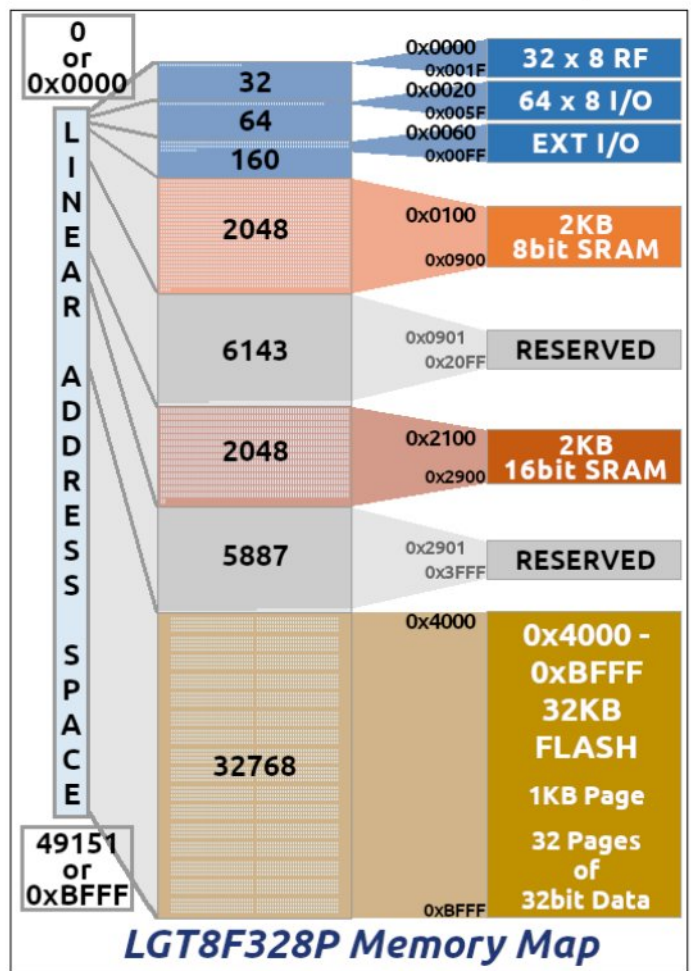 0
or
0x0000
LINEAR ADDRESS SPACE
49151
or
0xBFFF
32
64
160
2048
6143
2048
5887
32768
0x0000
0x001F
32 x 8 RF
0x0020
0x005F
64 x 8 I/O
0x0060
0x00FF
EXT I/O
0x0100
0x0900
2KB
8bit SRAM
0x0901
0x20FF
RESERVED
0x2100
0x2900
2KB
16bit SRAM
0x2901
0x3FFF
RESERVED
0x4000
0xBFFF
0x4000 -
0xBFFF
32KB
FLASH
1KB Page
32 Pages
of
32bit Data
LGT8F328P Memory Map